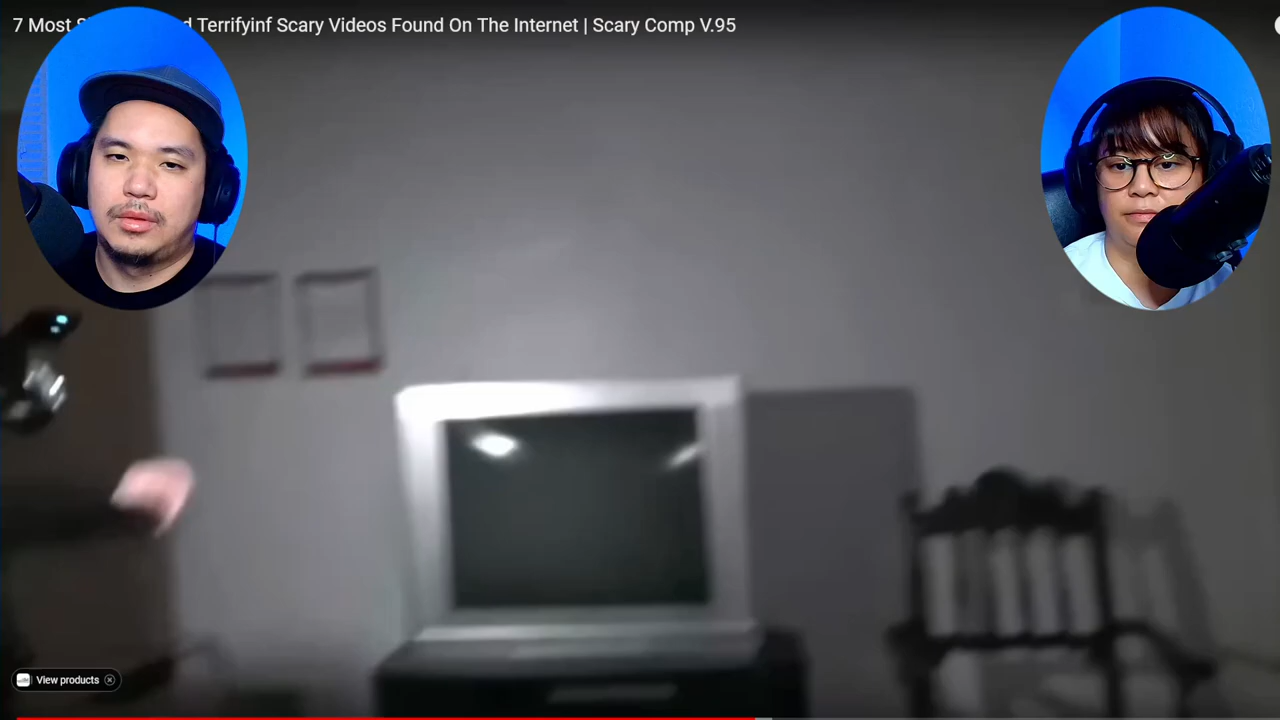 7 Most Terrifyinf Scary Videos Found On The Internet | Scary Comp V.95
View products